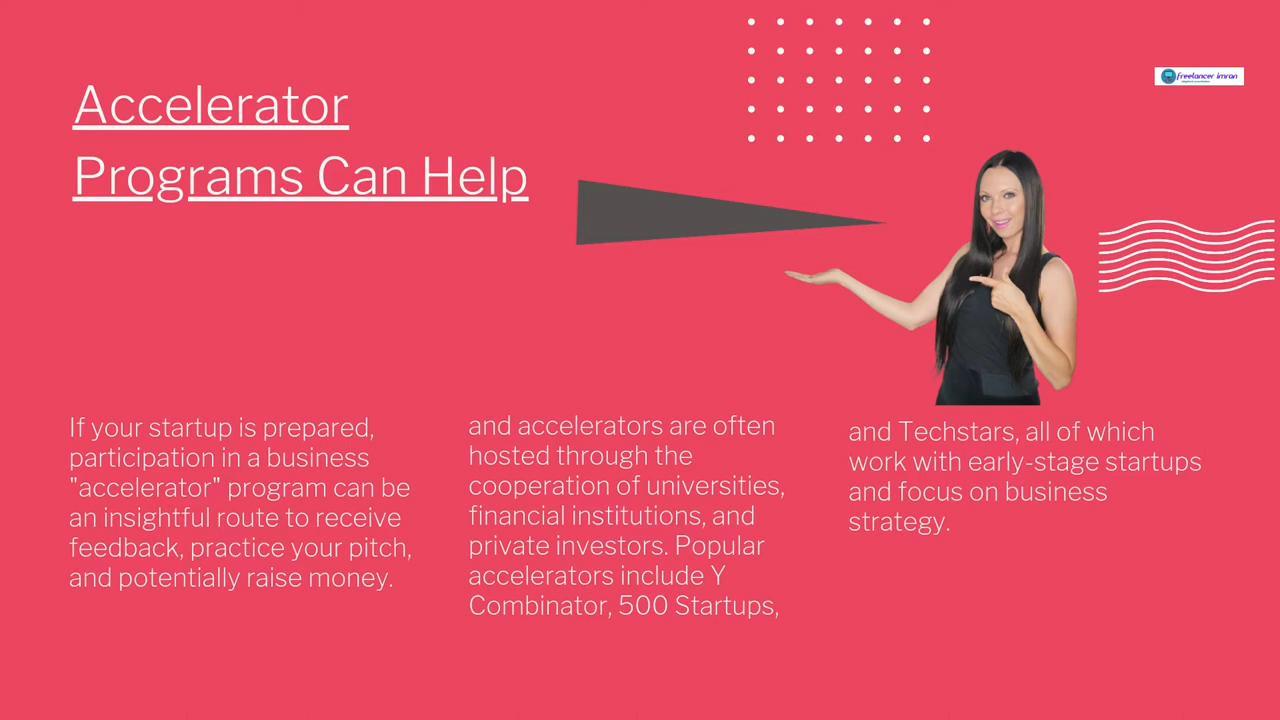 Accelerator
Programs Can Help
freelancer imran
If your startup is prepared,
participation in a business
"accelerator" program can be
an insightful route to receive
feedback, practice your pitch,
and potentially raise money.
and accelerators are often
hosted through the
cooperation of universities,
financial institutions, and
private investors. Popular
accelerators include Y
Combinator, 500 Startups,
and Techstars, all of which
work with early-stage startups
and focus on business
strategy.